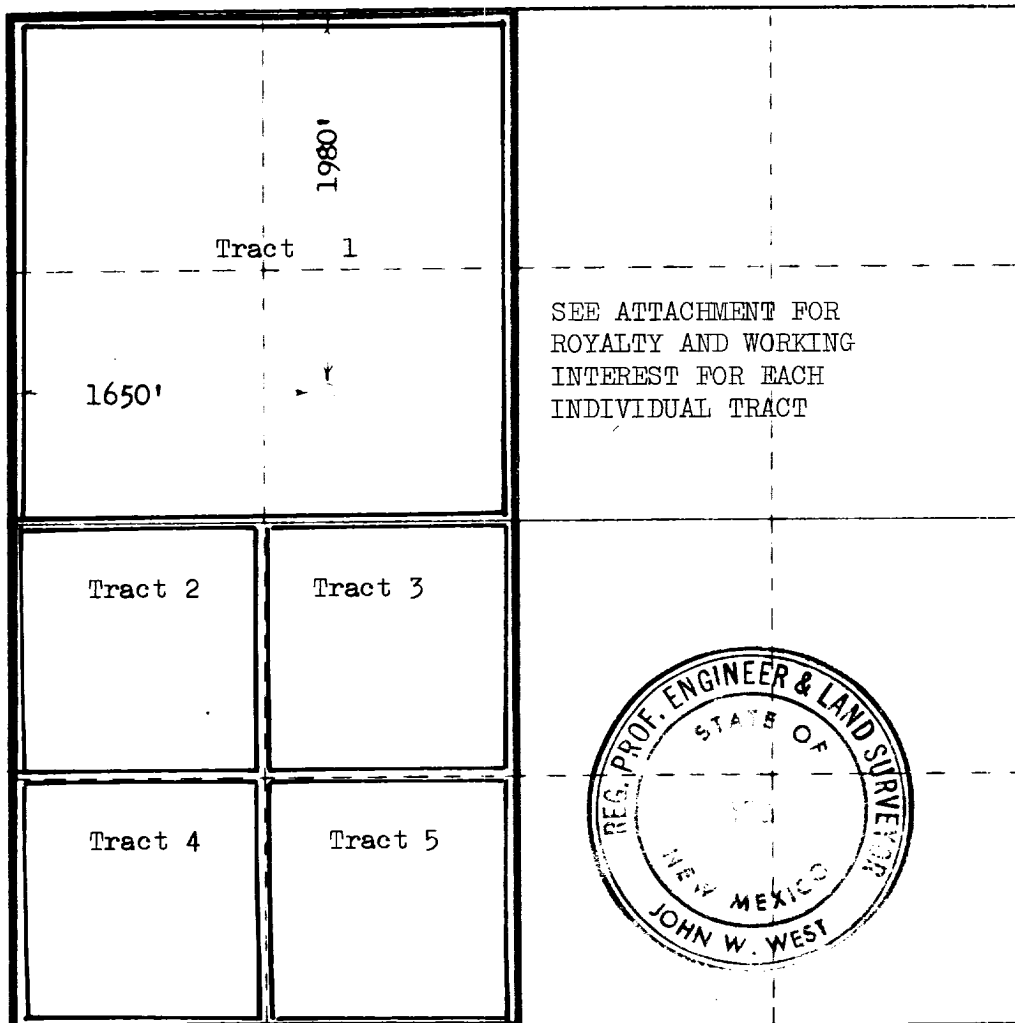 1980'
Tract 1
1650'
SEE ATTACHMENT FOR
ROYALTY AND WORKING
INTEREST FOR EACH
INDIVIDUAL TRACT
Tract 2
Tract 3
Tract 4
Tract 5
REG. PROF. ENGINEER & LAND SURVEYOR
STATE OF
NEW MEXICO
JOHN W. WEST